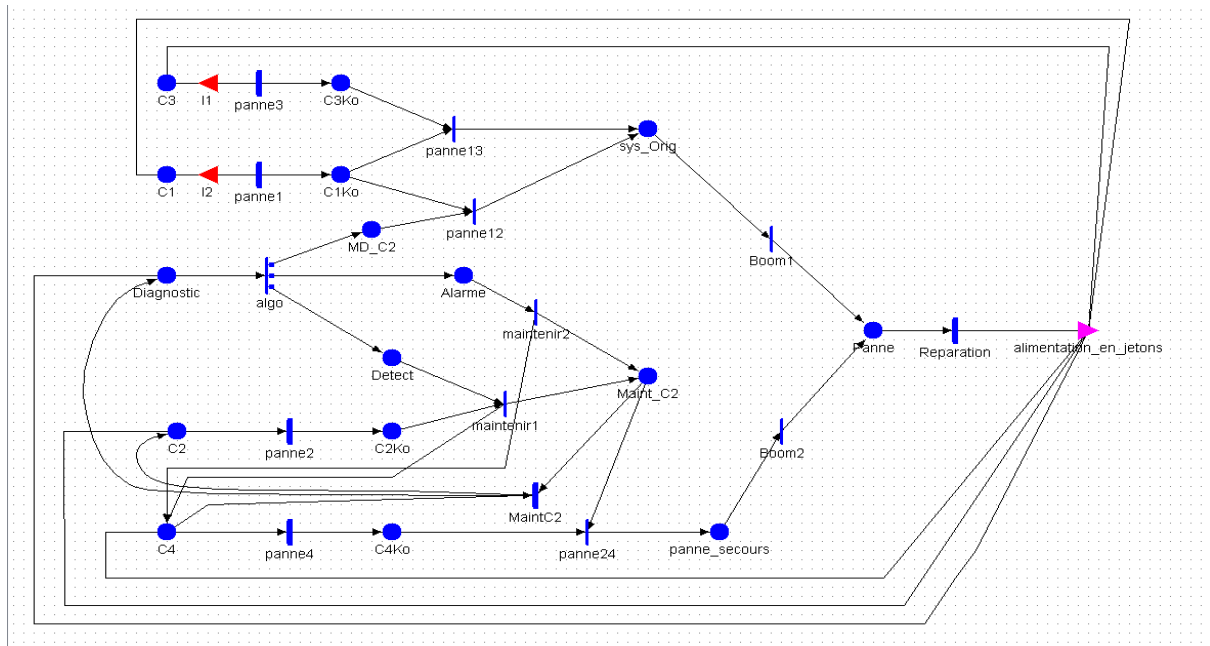 C3
I1
panne3
C3Ko
panne13
sys_Orig
C1
I2
panne1
C1Ko
panne12
MD_C2
Boom1
Diagnostic
algo
Alarme
maintenir2
Panne
Reparation
alimentation_en_jetons
Detect
Maint_C2
maintenir1
C2
panne2
C2Ko
Boom2
MaintC2
C4
panne4
C4Ko
panne24
panne_secours